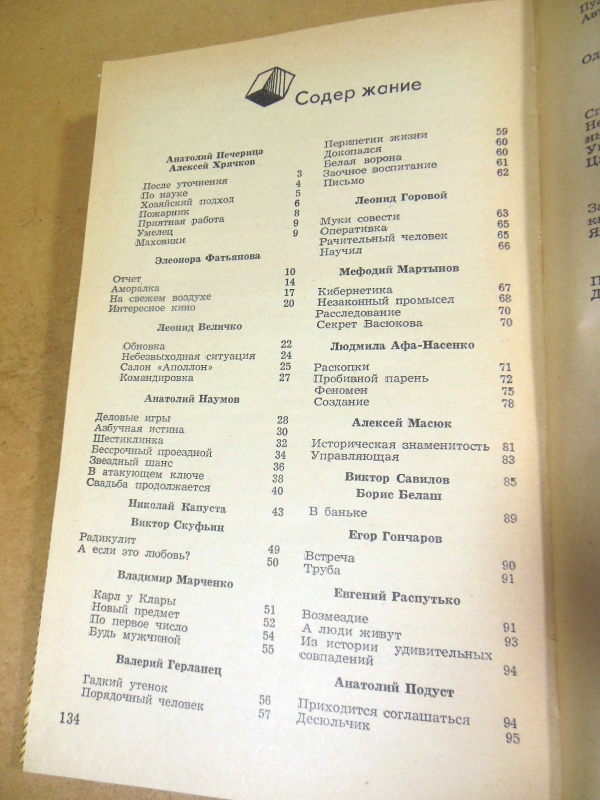 Содер жание
Анатолий Печерица
Алексей Хрячков
После уточнения 3
По науке 4
Хозяйский подход 5
Пожарник 6
Приятная работа 8
Умелец 9
Маховики 9
Элеонора Фатьянова
Отчет 10
Аморалка 14
На свежем воздухе 17
Интересное кино 20
Леонид Величко
Обновка 22
Небезвыходная ситуация 24
Салон «Аполлон» 25
Командировка 27
Анатолий Наумов
Деловые игры 28
Азбучная истина 30
Шестиклинка 32
Бессрочный проездной 34
Звездный шанс 36
В атакующем ключе 38
Свадьба продолжается 40
Николай Капуста 43
Виктор Скуфьин
Радикулит 49
А если это любовь? 50
Владимир Марченко
Карл у Клары 51
Новый предмет 52
По первое число 54
Будь мужчиной 55
Валерий Герланец
Гадкий утенок 56
Порядочный человек 57
134
Перипетии жизни 59
Докопался 60
Белая ворона 60
Заочное воспитание 61
Письмо 62
Леонид Горовой
Муки совести 63
Оперативка 65
Рачительный человек 65
Научил 66
Мефодий Мартынов
Кибернетика 67
Незаконный промысел 68
Расследование 70
Секрет Васюкова 70
Людмила Афа-Насенко
Раскопки 71
Пробивной парень 72
Феномен 75
Создание 78
Алексей Масюк
Историческая знаменитость 81
Управляющая 83
Виктор Савилов 85
Борис Белаш
В баньке 89
Егор Гончаров
Встреча 90
Труба 91
Евгений Распутько
Возмездие 91
А люди живут 93
Из истории удивительных
совпадений 94
Анатолий Подуст
Приходится соглашаться 94
Десюльчик 95